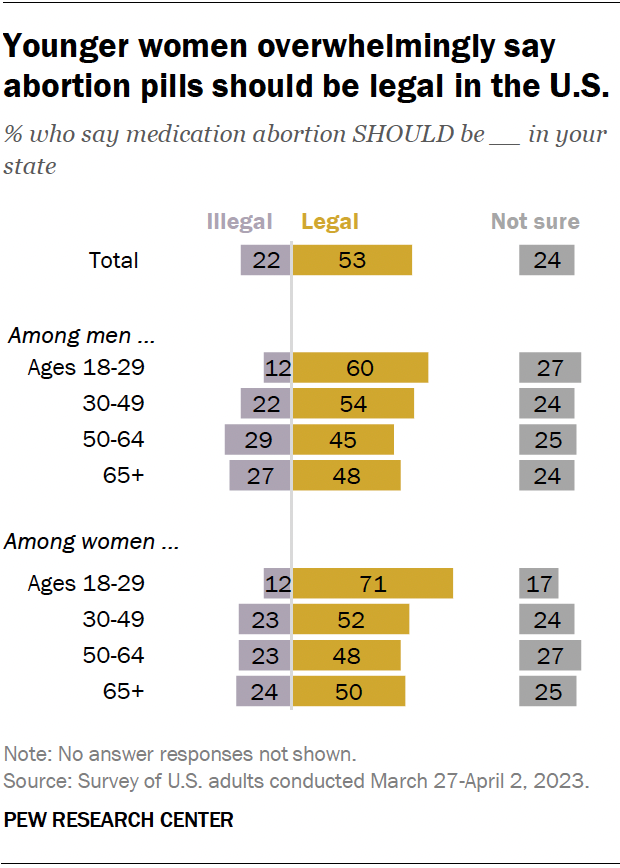 Younger women overwhelmingly say
abortion pills should be legal in the U.S.
% who say medication abortion SHOULD be __ in your
state
Illegal Legal Not sure
Total 22 53 24
Among men ...
Ages 18-29 12 60 27
30-49 22 54 24
50-64 29 45 25
65+ 27 48 24
Among women ...
Ages 18-29 12 71 17
30-49 23 52 24
50-64 23 48 27
65+ 24 50 25
Note: No answer responses not shown.
Source: Survey of U.S. adults conducted March 27-April 2, 2023.
PEW RESEARCH CENTER